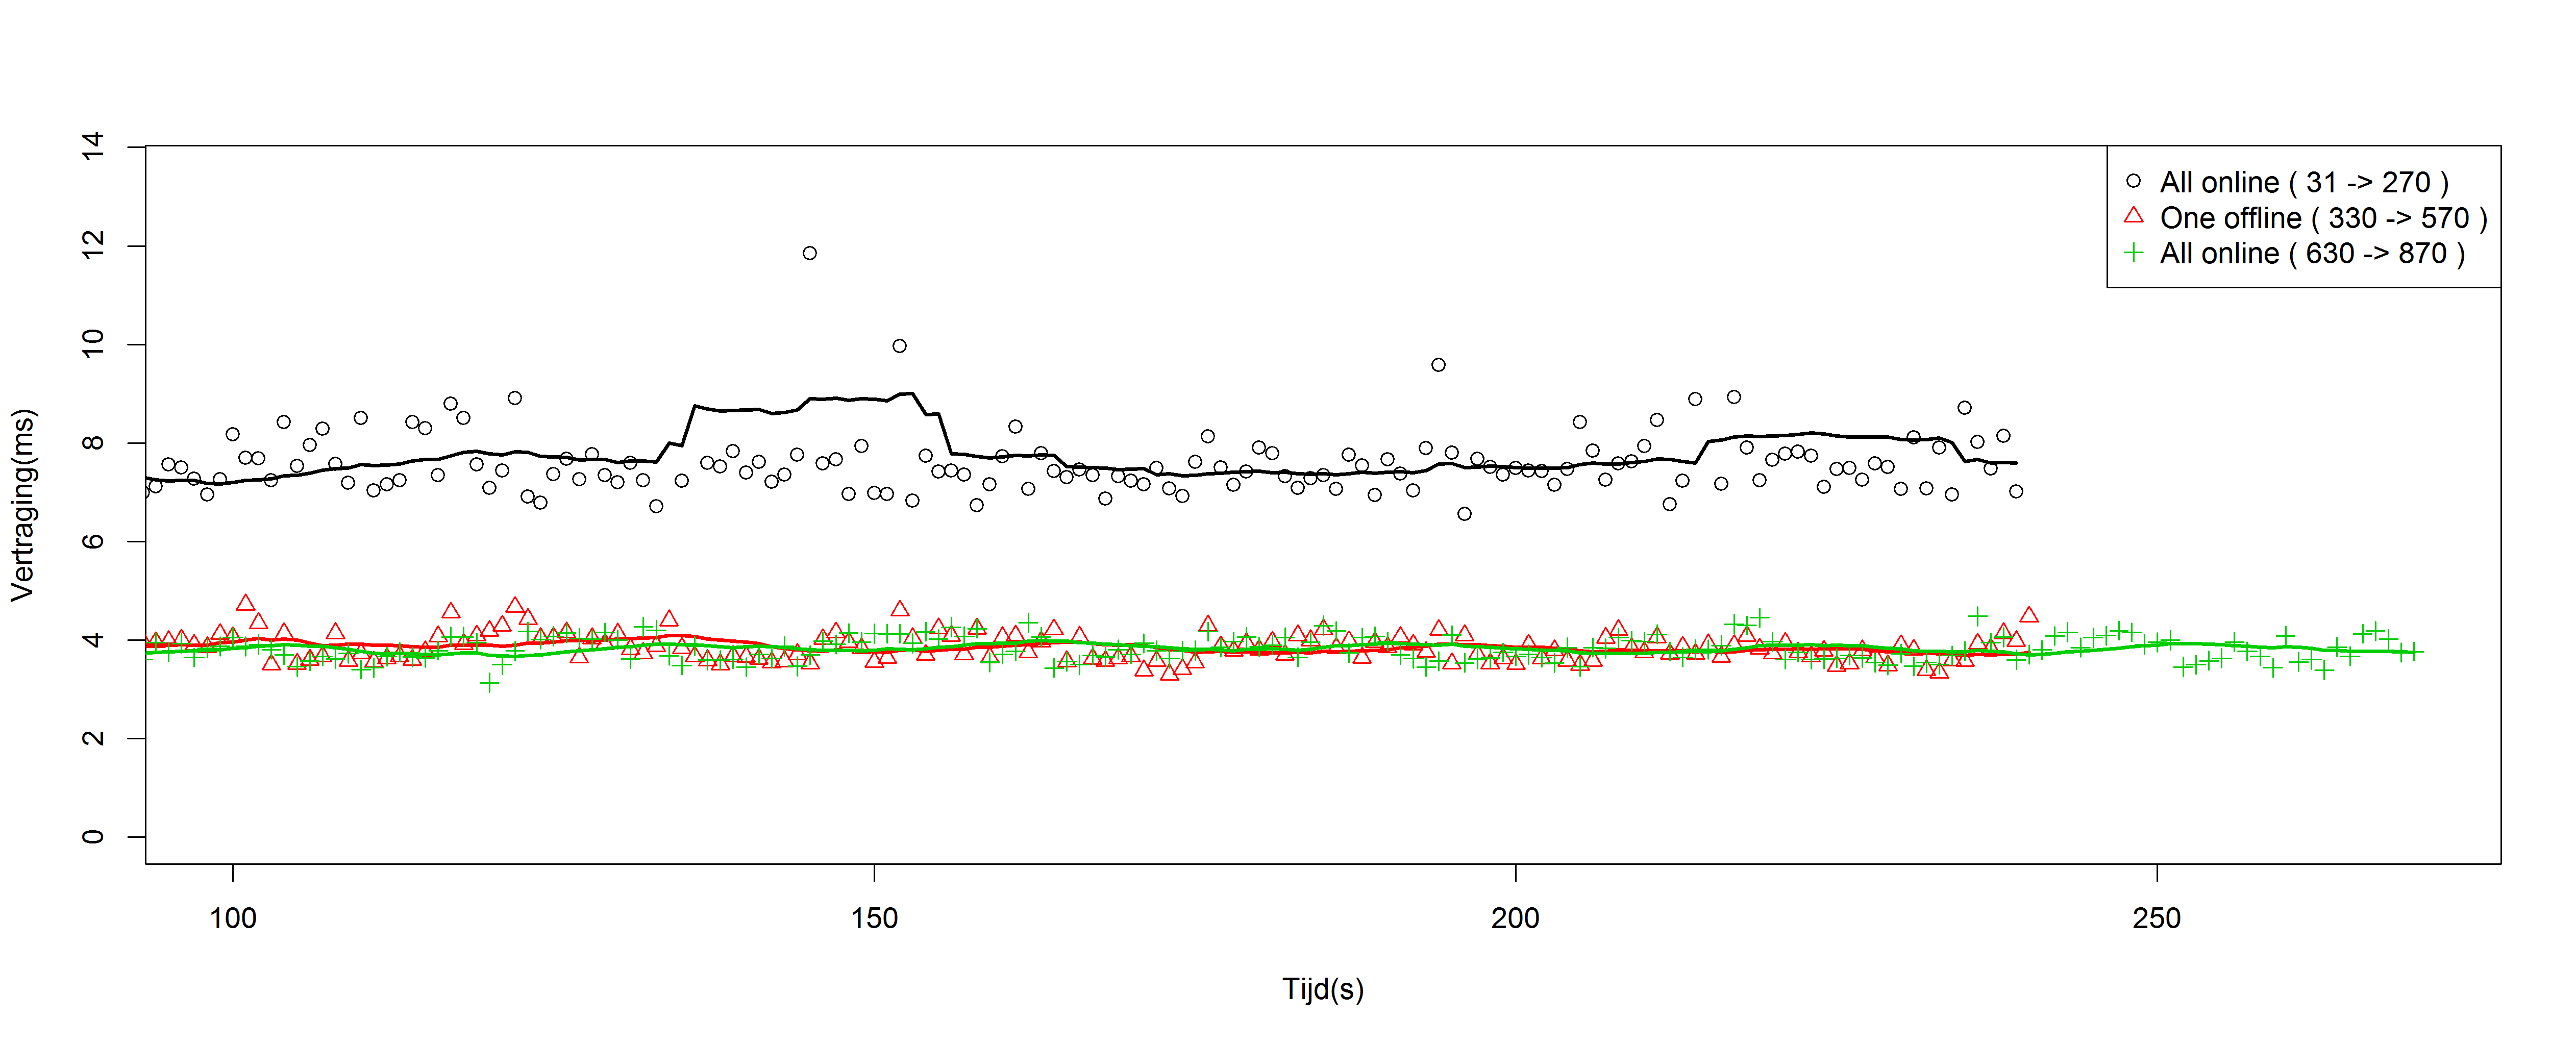 14
12
10
8
6
4
2
0
Vertraging(ms)
All online ( 31 -> 270 )
One offline ( 330 -> 570 )
All online ( 630 -> 870 )
100 150 200 250
Tijd(s)